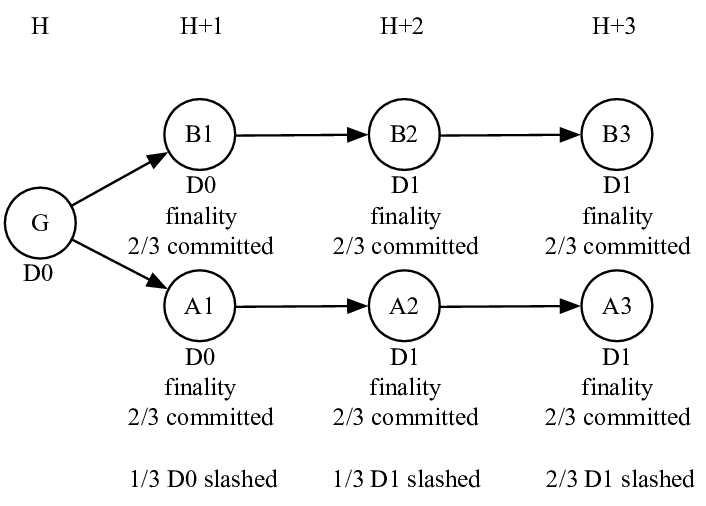 H H+1 H+2 H+3
B1 B2 B3
D0 D1 D1
finality finality finality
2/3 committed 2/3 committed 2/3 committed
G
D0
A1 A2 A3
D0 D1 D1
finality finality finality
2/3 committed 2/3 committed 2/3 committed
1/3 D0 slashed 1/3 D1 slashed 2/3 D1 slashed